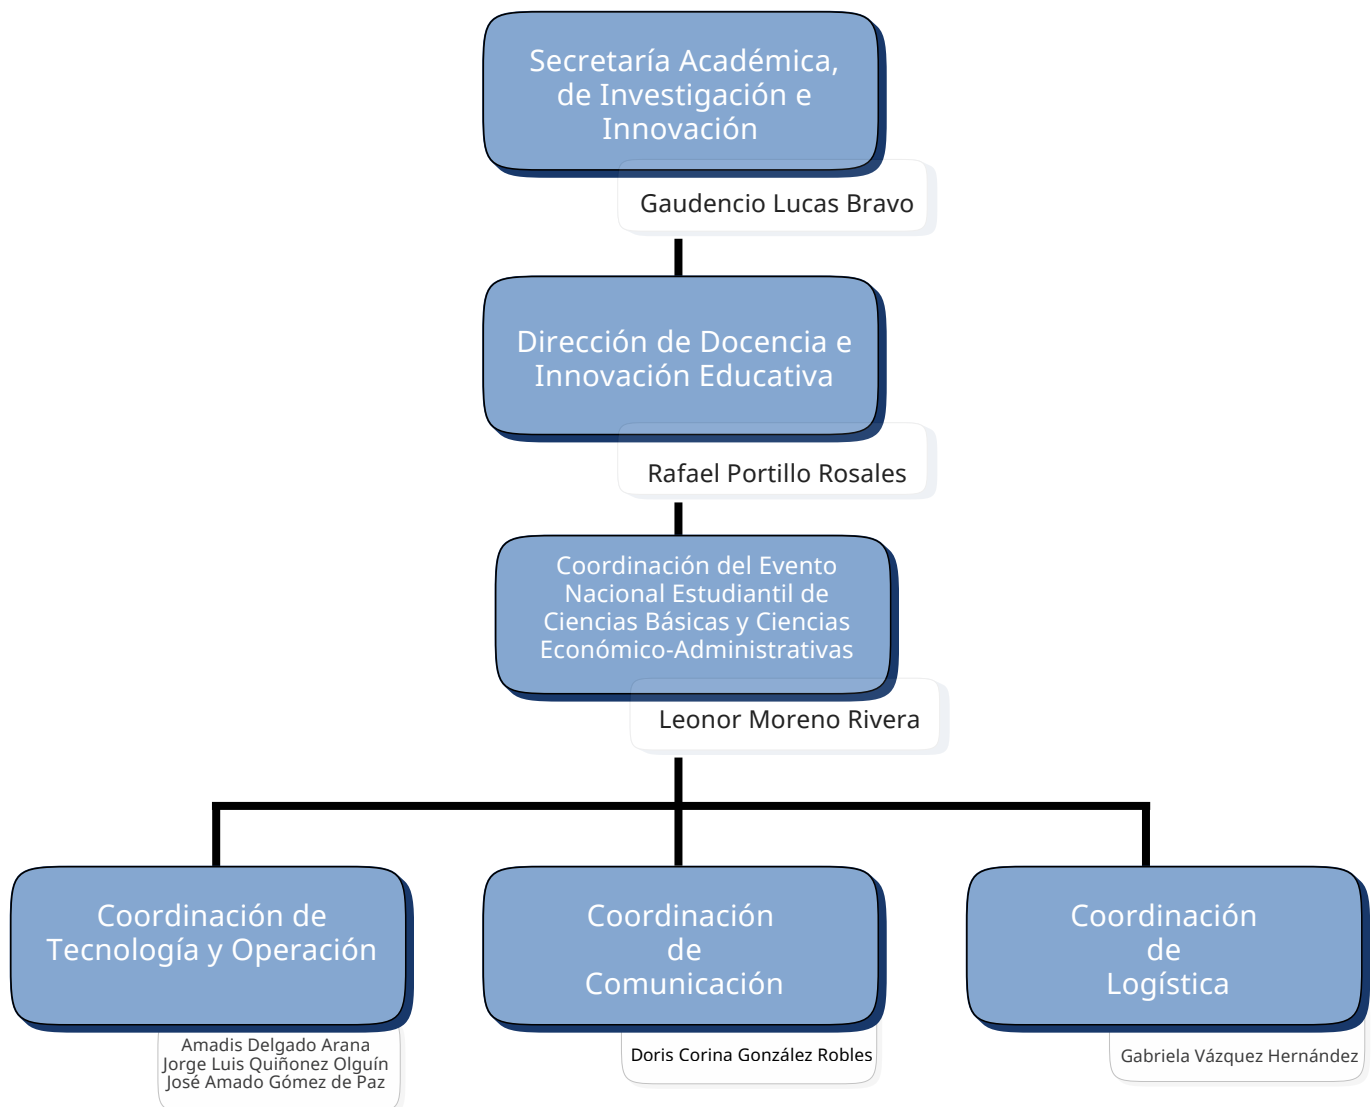 Secretaría Académica,
de Investigación e
Innovación
Gaudencio Lucas Bravo
Dirección de Docencia e
Innovación Educativa
Rafael Portillo Rosales
Coordinación del Evento
Nacional Estudiantil de
Ciencias Básicas y Ciencias
Económico-Administrativas
Leonor Moreno Rivera
Coordinación de
Tecnología y Operación
Amadis Delgado Arana
Jorge Luis Quiñonez Olguín
José Amado Gómez de Paz
Coordinación
de
Comunicación
Doris Corina González Robles
Coordinación
de
Logística
Gabriela Vázquez Hernández